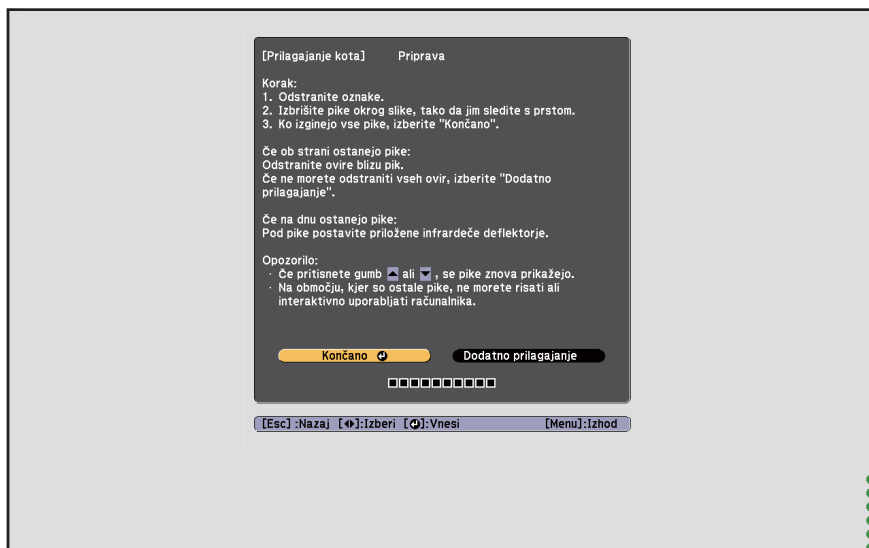 [Prilagajanje kota] Priprava
Korak:
1. Odstranite oznake.
2. Izbrišite pike okrog slike, tako da jim sledite s prstom.
3. Ko izginejo vse pike, izberite "Končano".
Če ob strani ostanejo pike:
Odstranite ovire blizu pik.
Če ne morete odstraniti vseh ovir, izberite "Dodatno
prilagajanje".
Če na dnu ostanejo pike:
Pod pike postavite priložene infrardeče deflektorje.
Opozorilo:
· Če pritisnete gumb ▲ ali ▼ , se pike znova prikažejo.
· Na območju, kjer so ostale pike, ne morete risati ali
interaktivno uporabljati računalnika.
Končano Dodatno prilagajanje
[Esc] :Nazaj [◄►]:Izberi [↵]:Vnesi [Menu]:Izhod